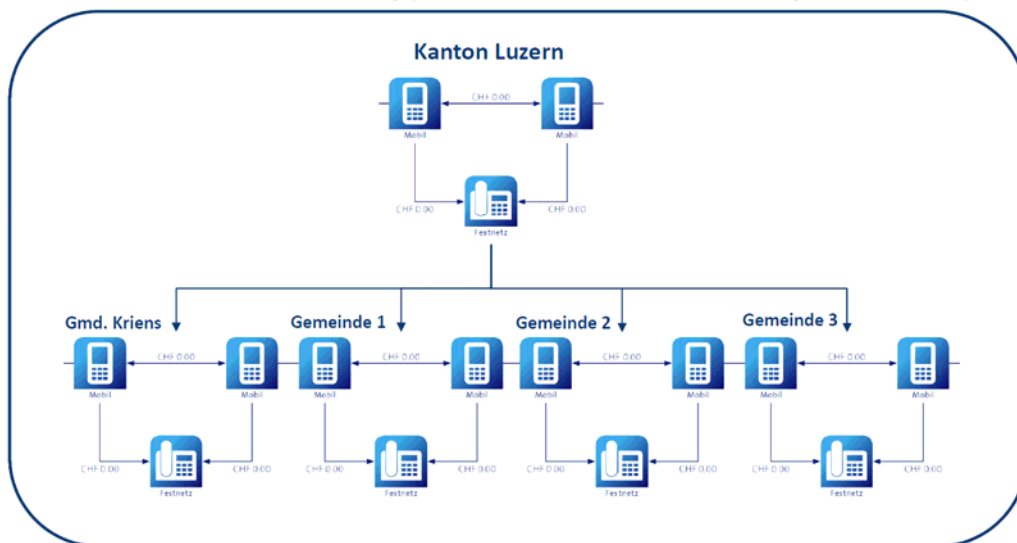 Kanton Luzern
CHF 0.00
Mobil Mobil
CHF 0.00 CHF 0.00
Festnetz
Gmd. Kriens Gemeinde 1 Gemeinde 2 Gemeinde 3
CHF 0.00 CHF 0.00 CHF 0.00 CHF 0.00
Mobil Mobil Mobil Mobil Mobil Mobil Mobil Mobil
CHF 0.00 CHF 0.00 CHF 0.00 CHF 0.00 CHF 0.00 CHF 0.00 CHF 0.00 CHF 0.00
Festnetz Festnetz Festnetz Festnetz